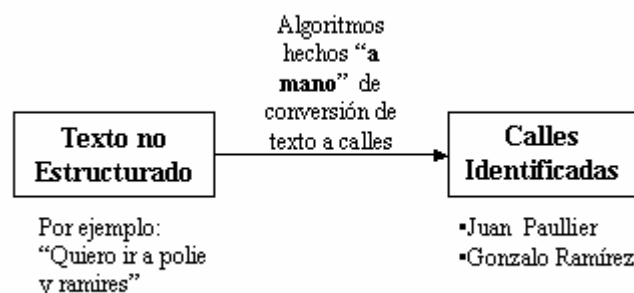 Algoritmos
hechos “a
mano” de
conversión de
texto a calles
Texto no
Estructurado
Calles
Identificadas
Por ejemplo:
“Quiero ir a polie
y ramires”
▪Juan Paullier
▪Gonzalo Ramírez